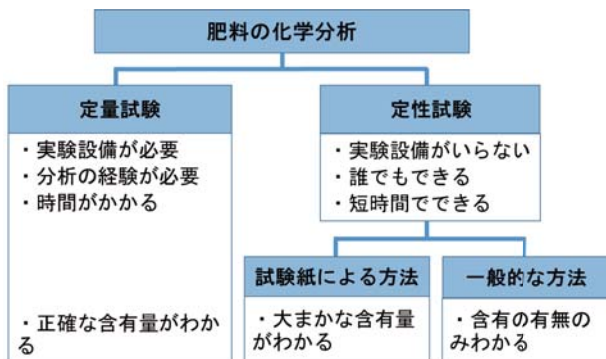 肥料の化学分析
定量試験
・実験設備が必要
・分析の経験が必要
・時間がかかる
・正確な含有量がわか
る
定性試験
・実験設備がいらない
・誰でもできる
・短時間でできる
試験紙による方法
・大まかな含有量
がわかる
一般的な方法
・含有の有無の
みわかる